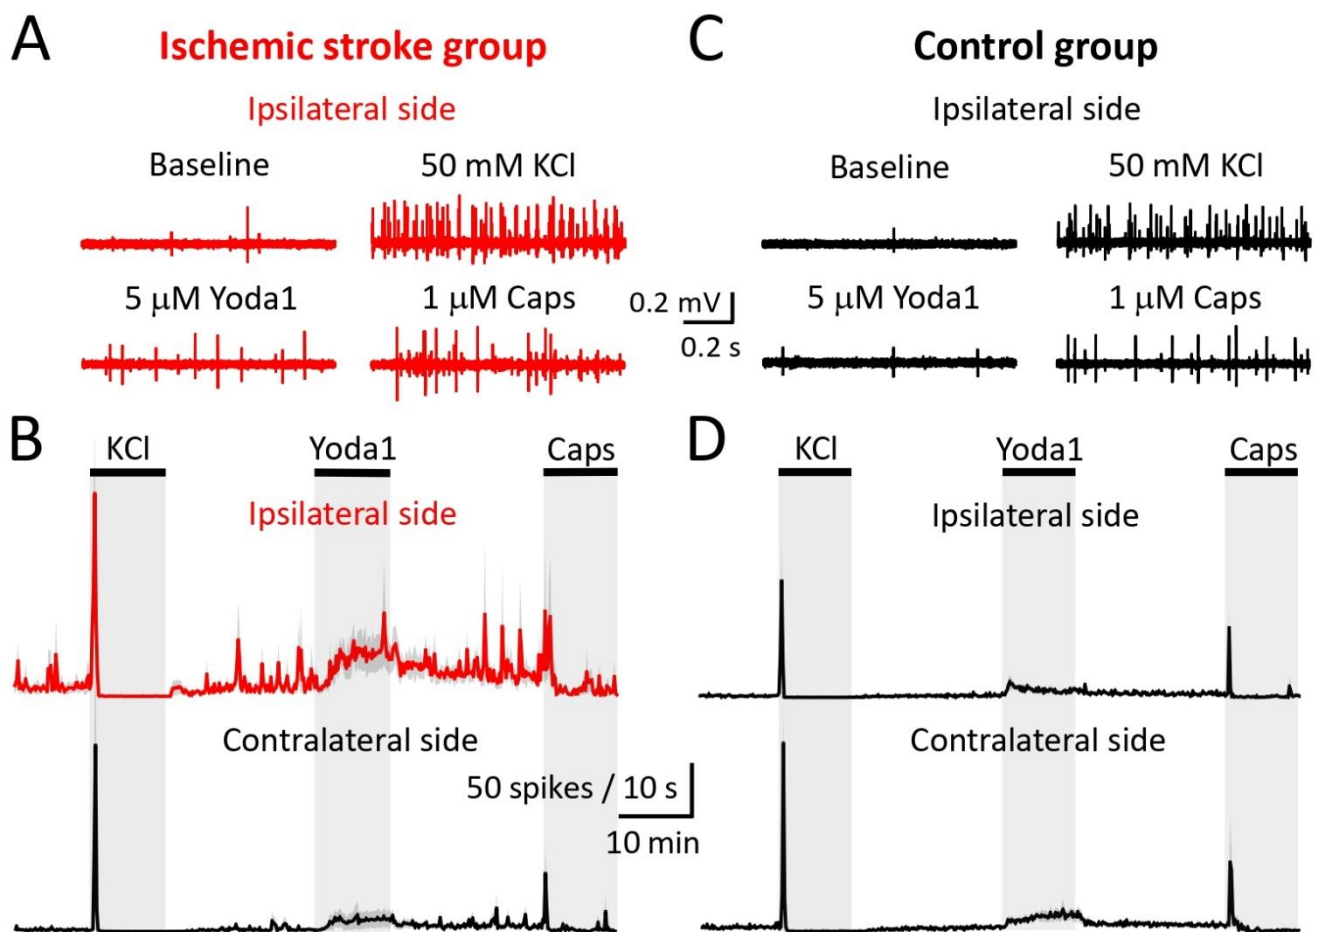 A
Ischemic stroke group
Ipsilateral side
Baseline
50 mM KCl
5 μM Yoda1
1 μM Caps
0.2 mV
0.2 s
C
Control group
Ipsilateral side
Baseline
50 mM KCl
5 μM Yoda1
1 μM Caps
B
KCl
Yoda1
Caps
Ipsilateral side
Contralateral side
50 spikes / 10 s
10 min
D
KCl
Yoda1
Caps
Ipsilateral side
Contralateral side